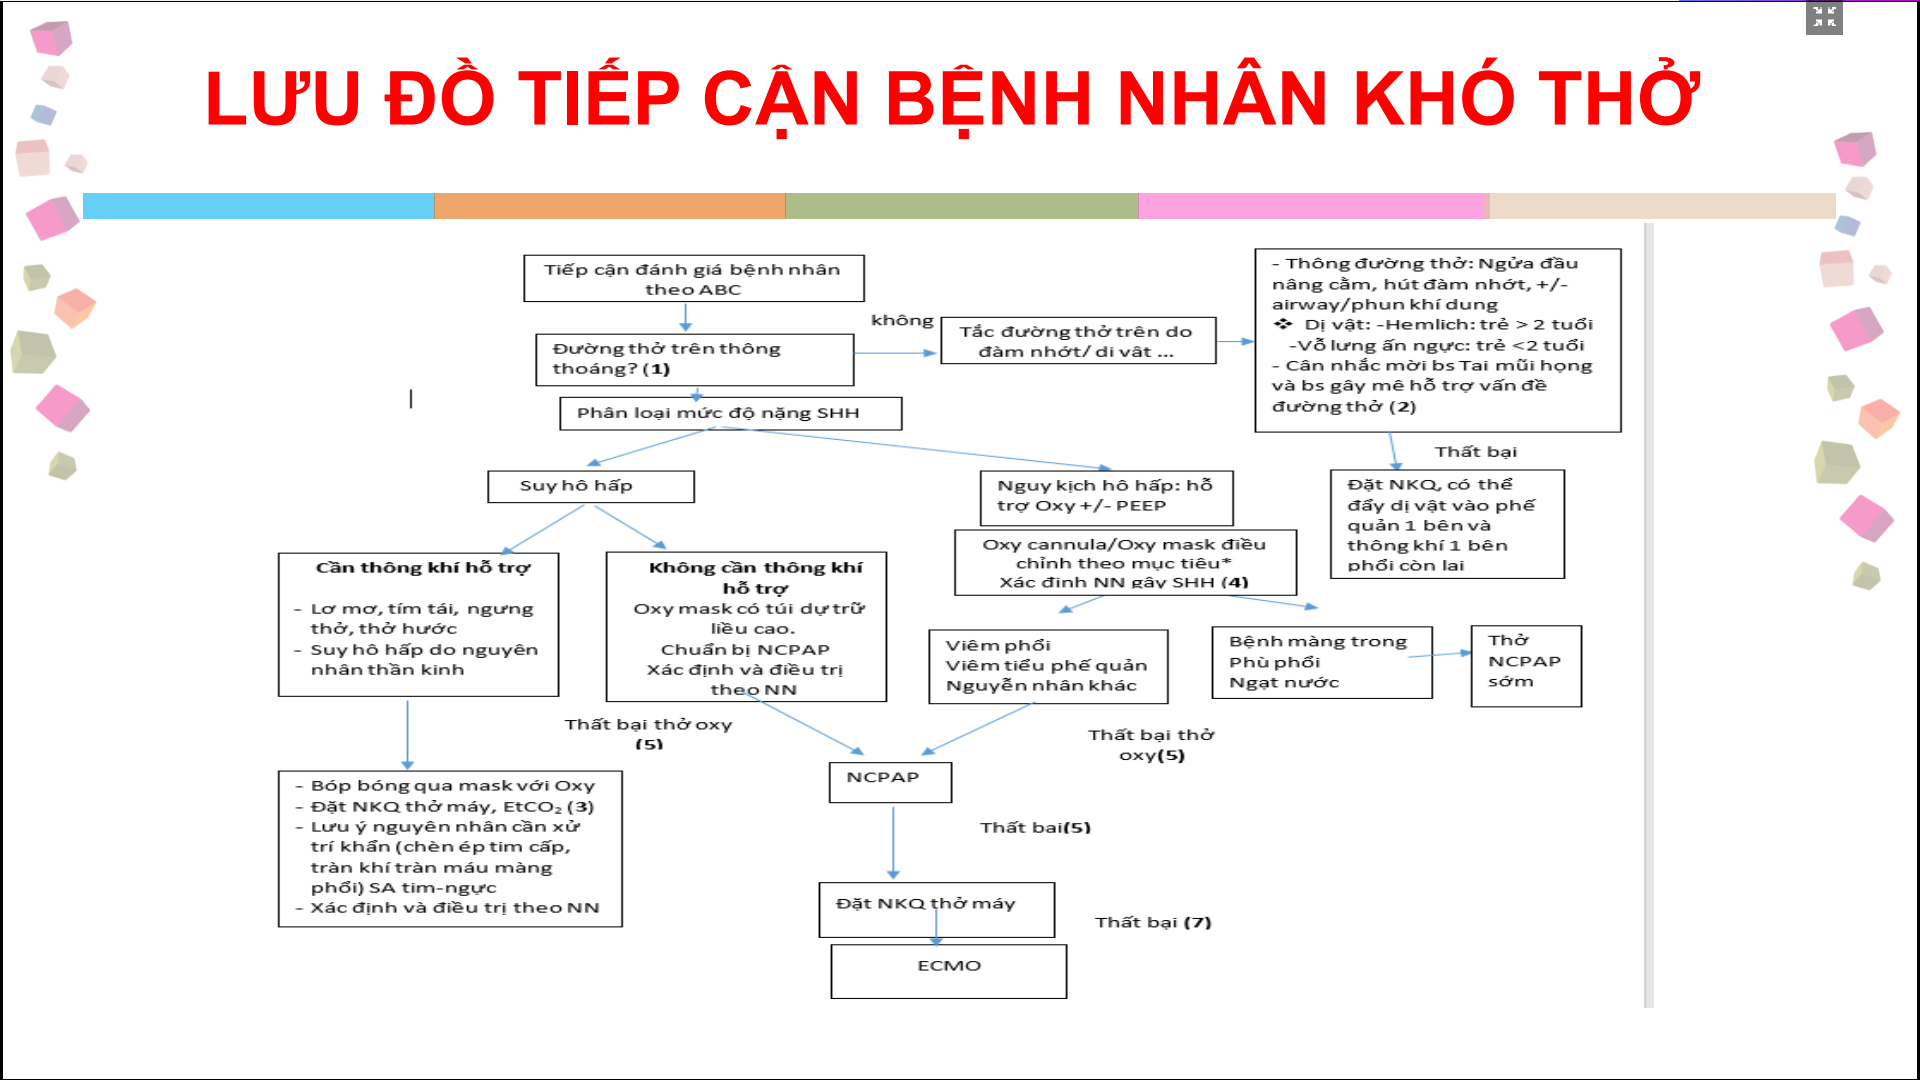 LƯU ĐỒ TIẾP CẬN BỆNH NHÂN KHÓ THỞ
Tiếp cận đánh giá bệnh nhân
theo ABC
Đường thở trên thông
thoáng? (1)
không
Tắc đường thở trên do
đàm nhớt/ di vât ...
- Thông đường thở: Ngửa đầu
nâng cằm, hút đàm nhớt, +/-
airway/phun khí dung
❖ Dị vật: -Hemlich: trẻ > 2 tuổi
-Vỗ lưng ấn ngực: trẻ <2 tuổi
- Cân nhắc mời bs Tai mũi họng
và bs gây mê hỗ trợ vấn đề
đường thở (2)
Thất bại
Đặt NKQ, có thể
đẩy dị vật vào phế
quản 1 bên và
thông khí 1 bên
phổi còn lai
Phân loại mức độ nặng SHH
Suy hô hấp
Nguy kịch hô hấp: hỗ
trợ Oxy +/- PEEP
Oxy cannula/Oxy mask điều
chỉnh theo mục tiêu*
Xác đinh NN gây SHH (4)
Cần thông khí hỗ trợ
- Lơ mơ, tím tái, ngưng
thở, thở hước
- Suy hô hấp do nguyên
nhân thần kinh
Không cần thông khí
hỗ trợ
Oxy mask có túi dự trữ
liều cao.
Chuẩn bị NCPAP
Xác định và điều trị
theo NN
Viêm phổi
Viêm tiểu phế quản
Nguyễn nhân khác
Bệnh màng trong
Phù phổi
Ngạt nước
Thở
NCPAP
sớm
Thất bại thở oxy
(5)
Thất bại thở
oxy(5)
- Bóp bóng qua mask với Oxy
- Đặt NKQ thở máy, EtCO₂ (3)
- Lưu ý nguyên nhân cần xử
trí khẩn (chèn ép tim cấp,
tràn khí tràn máu màng
phổi) SA tim-ngực
- Xác định và điều trị theo NN
NCPAP
Thất bai(5)
Đặt NKQ thở máy
Thất bại (7)
ECMO